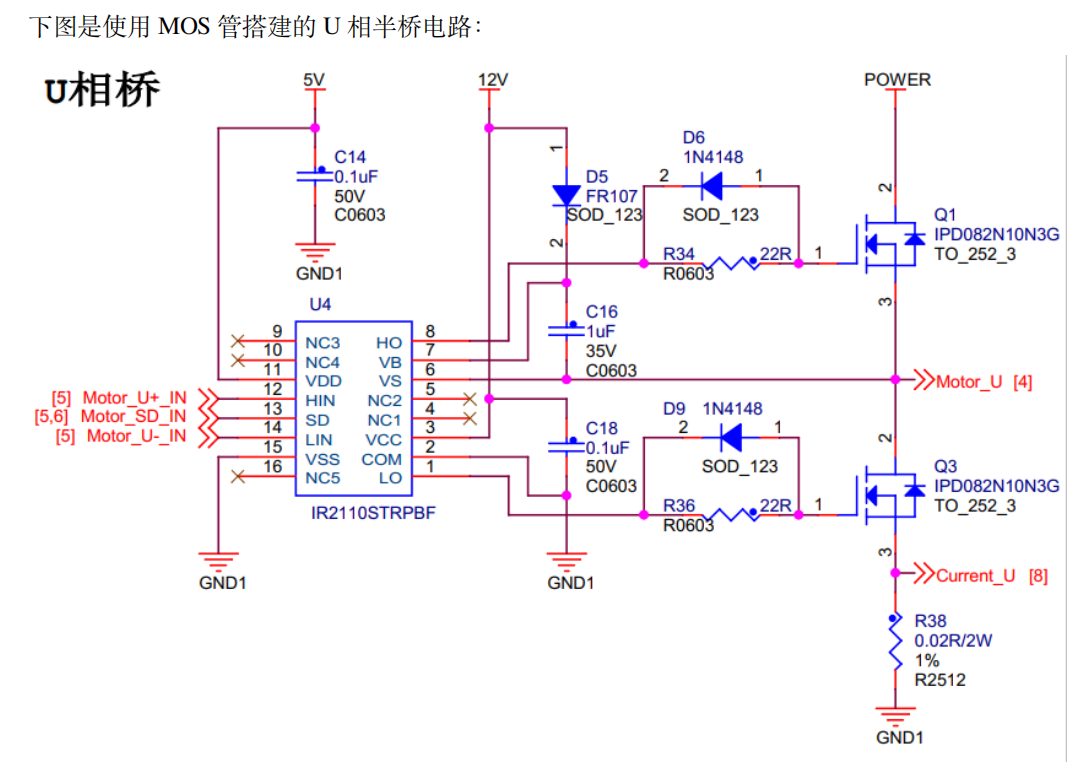 下图是使用 MOS 管搭建的 U 相半桥电路：
U相桥
5V
12V
POWER
C14
0.1uF
50V
C0603
GND1
1
D5
FR107
SOD_123
2
D6
1N4148
2
1
SOD_123
R34
22R
R0603
1
2
Q1
IPD082N10N3G
TO_252_3
3
U4
C16
1uF
35V
C0603
9 NC3 HO 8
10 NC4 VB 7
11 VDD VS 6
12 HIN NC2 5
13 SD NC1 4
14 LIN VCC 3
15 VSS COM 2
16 NC5 LO 1
IR2110STRPBF
[5] Motor_U+_IN
[5,6] Motor_SD_IN
[5] Motor_U-_IN
Motor_U [4]
C18
0.1uF
50V
C0603
D9 1N4148
2
1
SOD_123
R36
22R
R0603
1
2
Q3
IPD082N10N3G
TO_252_3
3
GND1
GND1
Current_U [8]
R38
0.02R/2W
1%
R2512
GND1